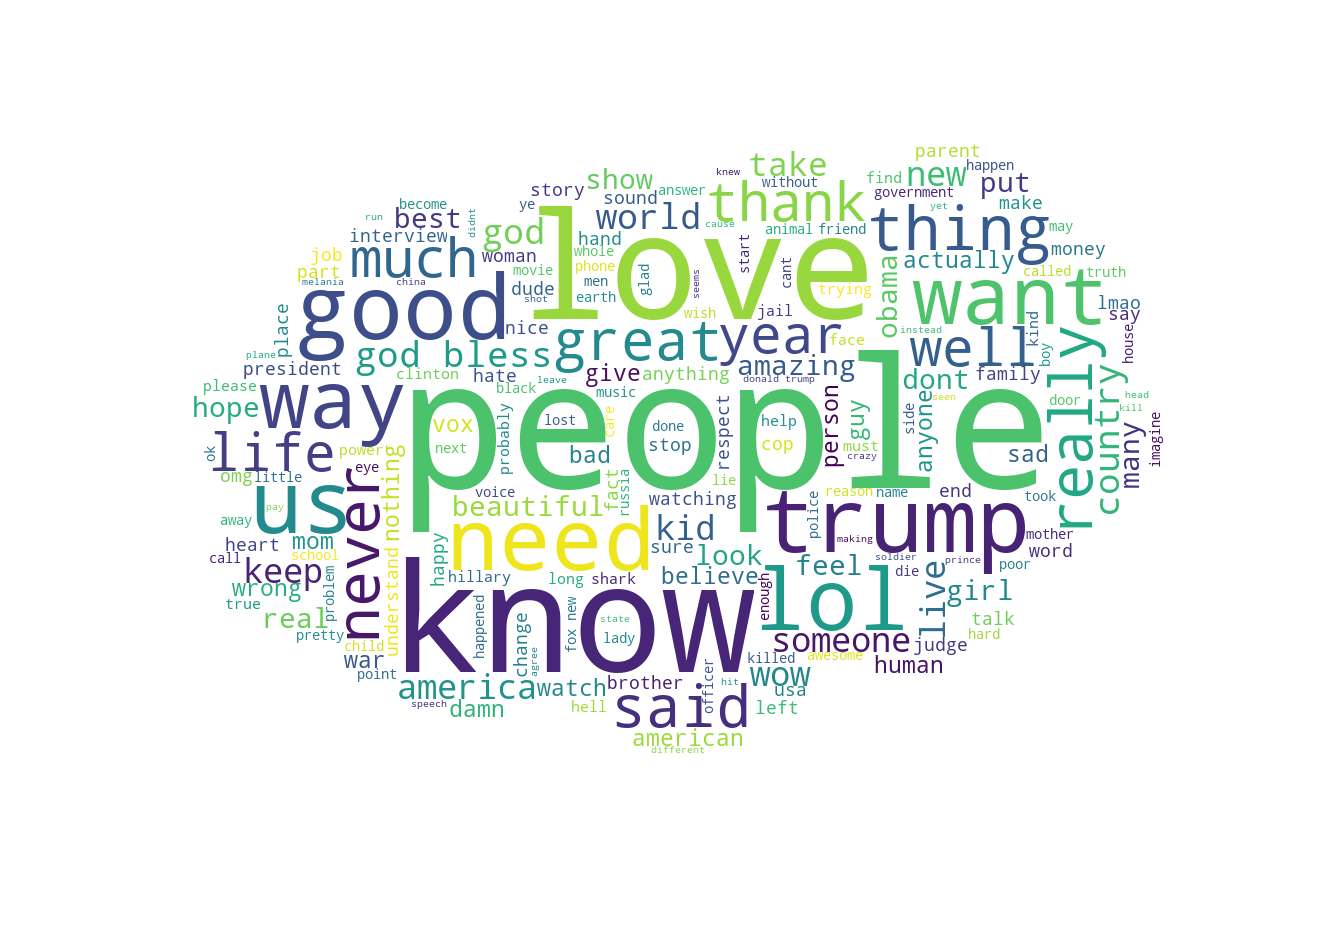 parent
knew
take
happen
without
show
find
new
put
story
sound
answer
thank
government
become
ye
love
world
thing
make
best
god
yet
run
didnt
cause
interview
much
woman
hand
animal
friend
may
job
whole
start
actually
money
part
movie
phone
men
glad
seems
cant
obama
called
truth
melania
china
dude
earth
trying
want
lmao
good
shot
wish
jail
say
place
nice
great
year
face
instead
well
kind
house
plane
god bless
amazing
boy
really
president
clinton
hate
give
anything
donald trump
dont
family
please
way
people
black
leave
music
person
guy
anyone
side
seen
door
country
head
kill
hope
vox
lost
care
done
help
respect
many
imagine
life
ok
next
probably
bad
stop
cop
must
crazy
sad
omg
little
power
eye
nothing
fact
russia
lie
us
never
voice
watching
trump
reason
name
end
took
pay
beautiful
need
kid
police
away
mom
making
mother
heart
happy
sure
look
word
call
school
believe
lol
feel
soldier
prince
poor
keep
problem
understand
hillary
long
shark
enough
die
live
girl
wrong
know
true
happened
fox new
state
talk
real
pretty
change
lady
someone
hard
child
agree
killed
awesome
judge
war
point
officer
wow
human
america
watch
brother
hit
usa
speech
damn
hell
said
left
american
different